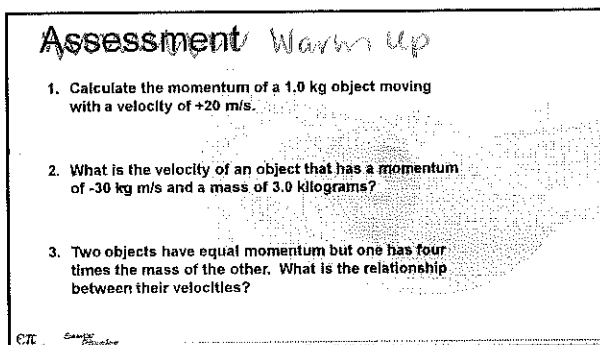 Assessment Warm Up
1. Calculate the momentum of a 1.0 kg object moving
with a velocity of +20 m/s.
2. What is the velocity of an object that has a momentum
of -30 kg m/s and a mass of 3.0 kilograms?
3. Two objects have equal momentum but one has four
times the mass of the other. What is the relationship
between their velocities?
eπ